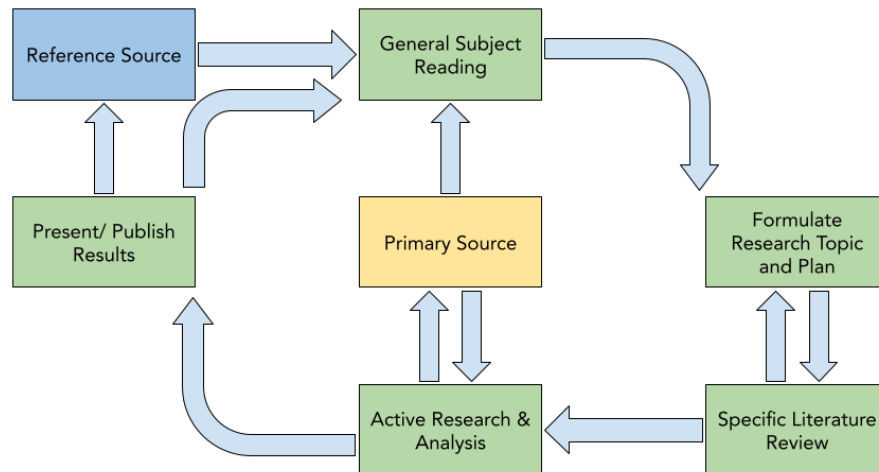 Reference Source
General Subject
Reading
Present/ Publish
Results
Primary Source
Formulate
Research Topic
and Plan
Active Research &
Analysis
Specific Literature
Review